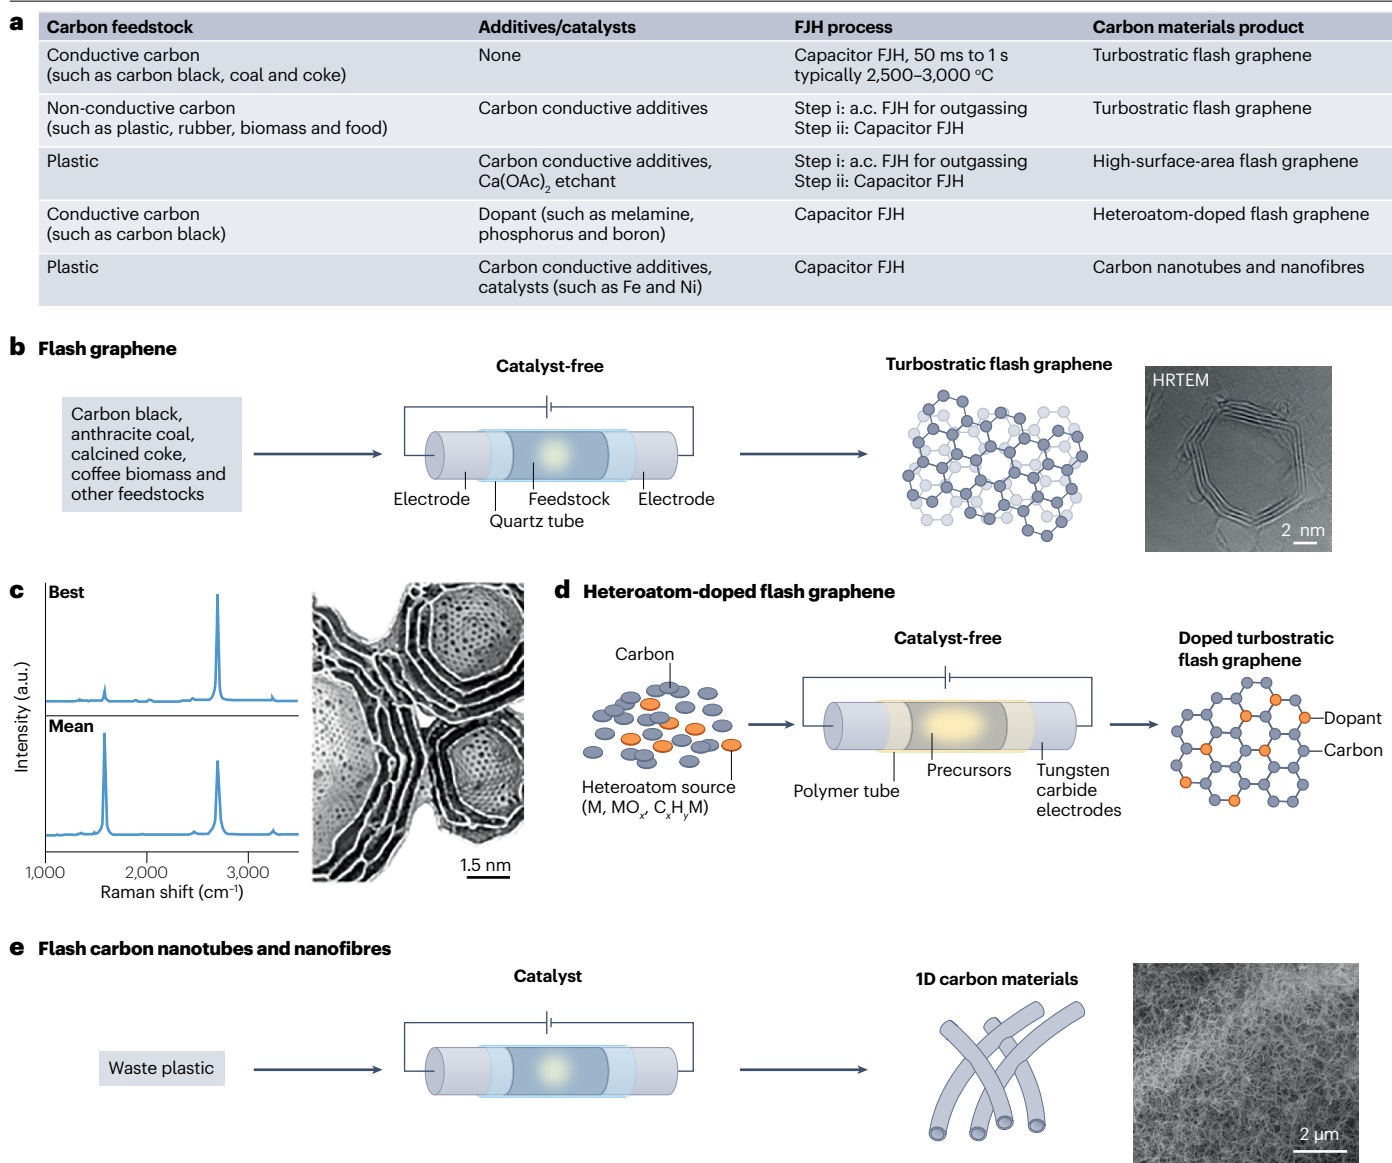 a
Carbon feedstock Additives/catalysts FJH process Carbon materials product
Conductive carbon None Capacitor FJH, 50 ms to 1 s Turbostratic flash graphene
(such as carbon black, coal and coke) typically 2,500–3,000 °C
Non-conductive carbon Carbon conductive additives Step i: a.c. FJH for outgassing Turbostratic flash graphene
(such as plastic, rubber, biomass and food) Step ii: Capacitor FJH
Plastic Carbon conductive additives, Step i: a.c. FJH for outgassing High-surface-area flash graphene
Ca(OAc)₂ etchant Step ii: Capacitor FJH
Conductive carbon Dopant (such as melamine, Capacitor FJH Heteroatom-doped flash graphene
(such as carbon black) phosphorus and boron)
Plastic Carbon conductive additives, Capacitor FJH Carbon nanotubes and nanofibres
catalysts (such as Fe and Ni)
b Flash graphene
Catalyst-free
Turbostratic flash graphene
HRTEM
Carbon black,
anthracite coal,
calcined coke,
coffee biomass and
other feedstocks
Electrode
Feedstock
Electrode
Quartz tube
2 nm
c
Best
Mean
Intensity (a.u.)
1,000 2,000 3,000
Raman shift (cm⁻¹)
1.5 nm
d Heteroatom-doped flash graphene
Carbon
Heteroatom source
(M, MOₓ, CₓHᵧM)
Catalyst-free
Polymer tube
Precursors
Tungsten
carbide
electrodes
Doped turbostratic
flash graphene
Dopant
Carbon
e Flash carbon nanotubes and nanofibres
Waste plastic
Catalyst
1D carbon materials
2 µm